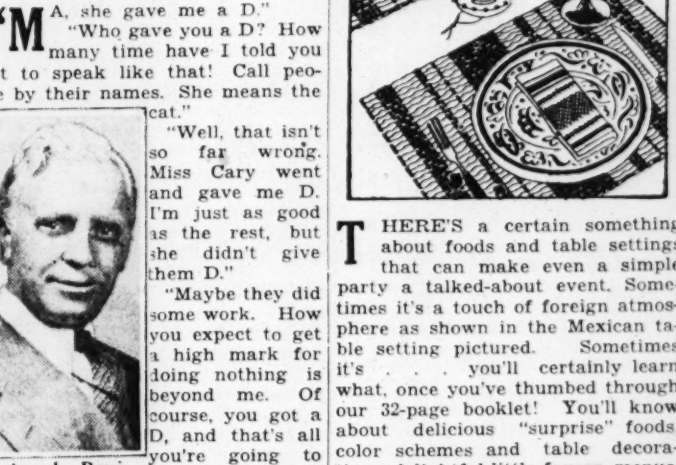 "MA, she gave me a D."
"Who gave you a D? How
many time have I told you
t to speak like that! Call peo-
e by their names. She means the
cat."
"Well, that isn't
so far wrong.
Miss Cary went
and gave me D.
I'm just as good
as the rest, but
she didn't give
them D."
"Maybe they did
some work. How
you expect to get
a high mark for
doing nothing is
beyond me. Of
course, you got a
D, and that's all
you're going to
THERE'S a certain something
about foods and table settings
that can make even a simple
party a talked-about event. Some-
times it's a touch of foreign atmos-
phere as shown in the Mexican ta-
ble setting pictured. Sometimes
it's . . . you'll certainly learn
what, once you've thumbed through
our 32-page booklet! You'll know
about delicious "surprise" foods,
color schemes and table decora-